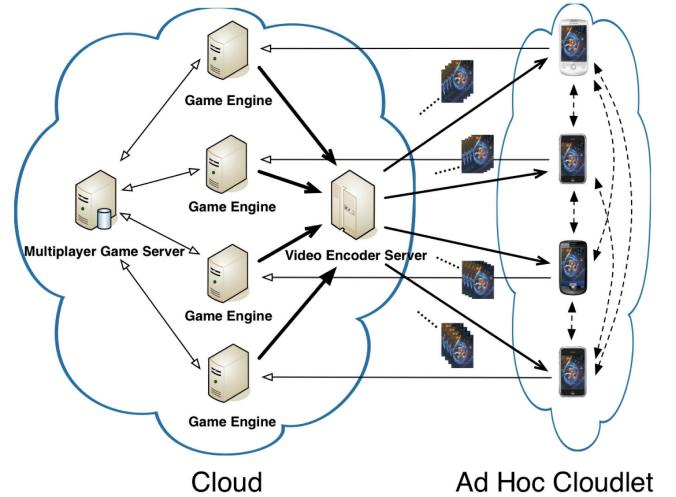 Game Engine
Game Engine
Game Engine
Multiplayer Game Server
Video Encoder Server
Game Engine
Cloud
Ad Hoc Cloudlet